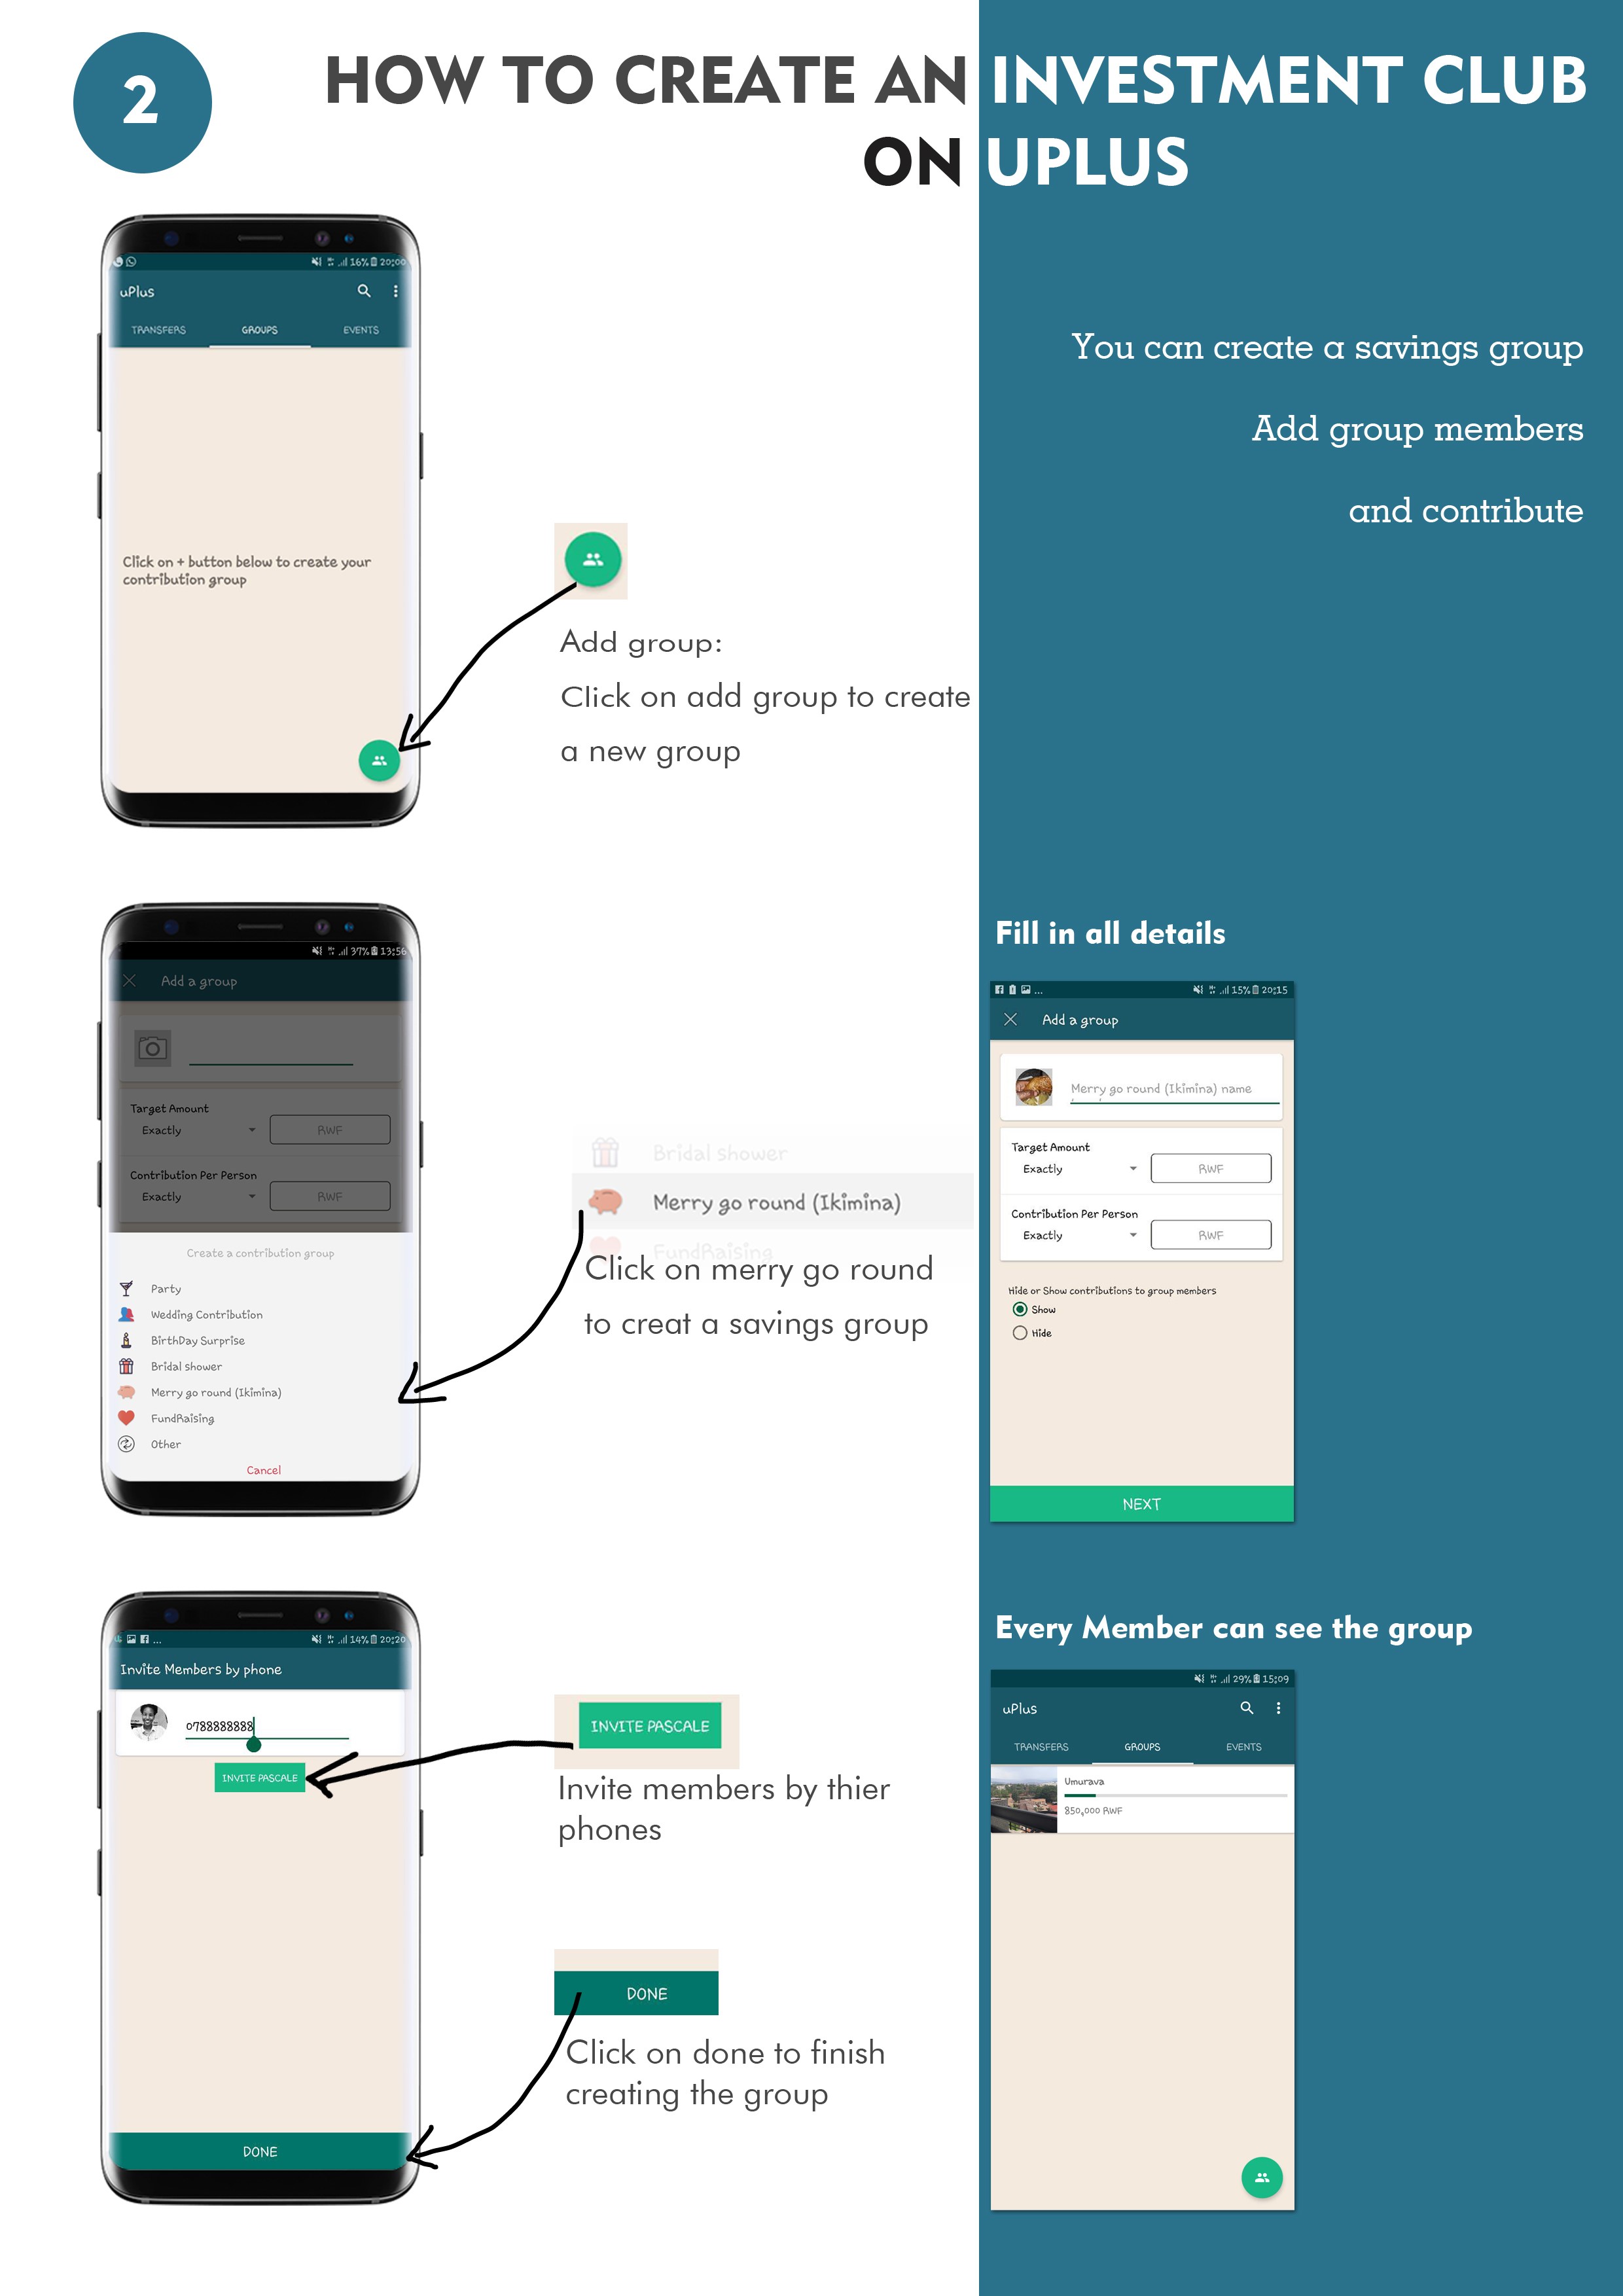 2
HOW TO CREATE AN INVESTMENT CLUB
ON UPLUS
16% 20:00
uPlus
TRANSFERS GROUPS EVENTS
Click on + button below to create your
contribution group
You can create a savings group
Add group members
and contribute
Add group:
Click on add group to create
a new group
37% 13:56
Add a group
Target Amount
Exactly RWF
Contribution Per Person
Exactly RWF
Create a contribution group
Party
Wedding Contribution
BirthDay Surprise
Bridal shower
Merry go round (Ikimina)
FundRaising
Other
Cancel
Bridal shower
Merry go round (Ikimina)
FundRaising
Click on merry go round
to creat a savings group
Fill in all details
... 15% 20:15
Add a group
Merry go round (Ikimina) name
Target Amount
Exactly RWF
Contribution Per Person
Exactly RWF
Hide or Show contributions to group members
Show
Hide
NEXT
... 14% 20:20
Invite Members by phone
0788888888
INVITE PASCALE
DONE
INVITE PASCALE
Invite members by thier
phones
DONE
Click on done to finish
creating the group
Every Member can see the group
29% 15:09
uPlus
TRANSFERS GROUPS EVENTS
Umurava
850,000 RWF